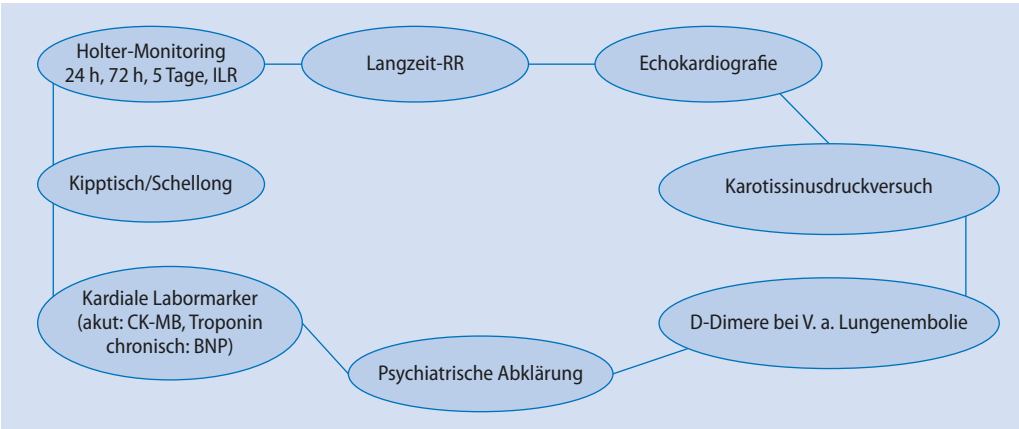 Holter-Monitoring
24 h, 72 h, 5 Tage, ILR
Langzeit-RR
Echokardiografie
Kipptisch/Schellong
Karotissinusdruckversuch
Kardiale Labormarker
(akut: CK-MB, Troponin
chronisch: BNP)
D-Dimere bei V. a. Lungenembolie
Psychiatrische Abklärung